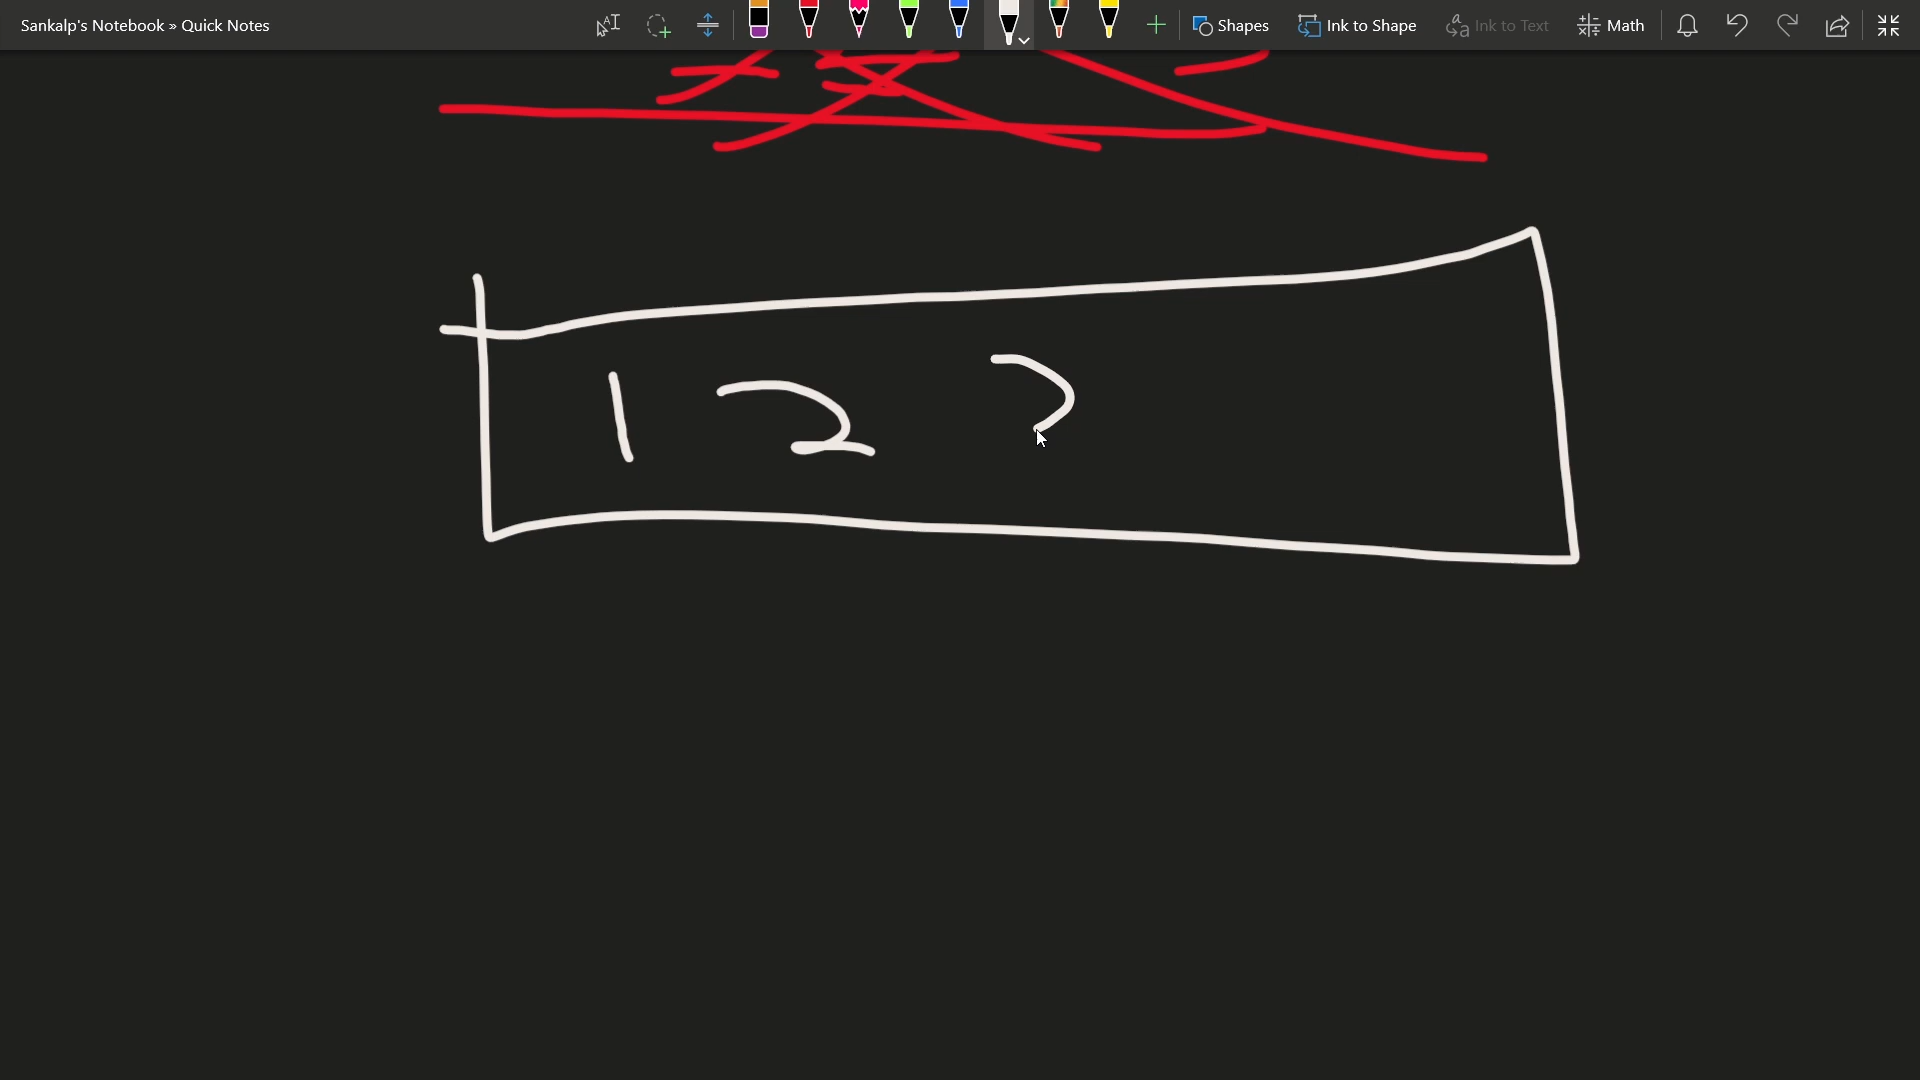 Sankalp's Notebook » Quick Notes
Shapes
Ink to Shape
Ink to Text
Math
1 2